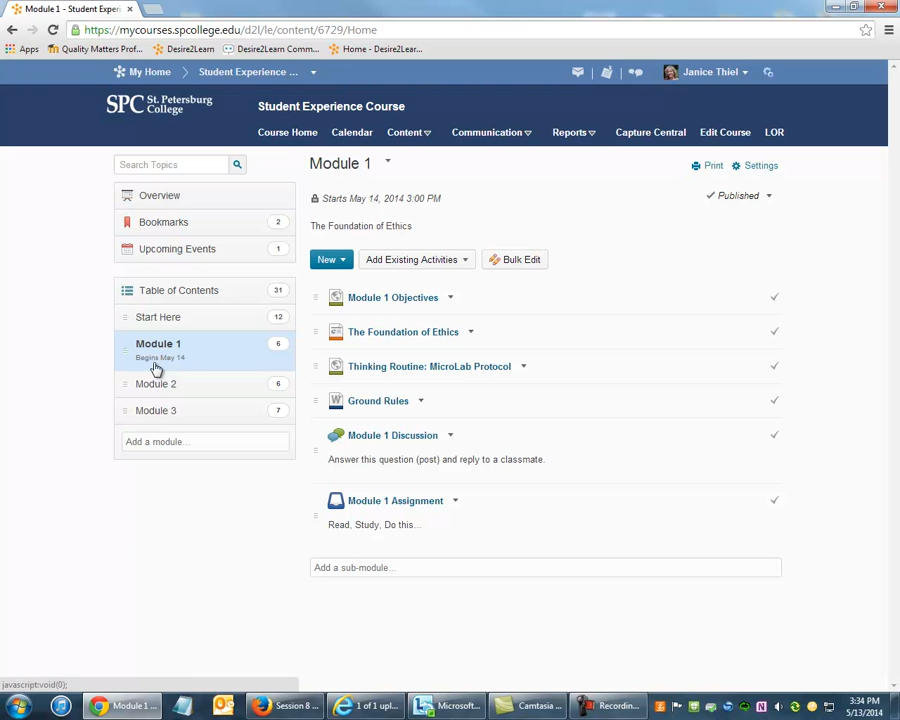 Module 1 - Student Experi...
https://mycourses.spcollege.edu/d2l/le/content/6729/Home
Apps Quality Matters Prof... Desire2Learn Desire2Learn Comm... Home - Desire2Lear...
My Home Student Experience ... Janice Thiel
SPC St. Petersburg College
Student Experience Course
Course Home Calendar Content Communication Reports Capture Central Edit Course LOR
Search Topics
Overview
Bookmarks 2
Upcoming Events 1
Table of Contents 31
Start Here 12
Module 1 6
Begins May 14
Module 2 6
Module 3 7
Add a module...
Module 1
Print Settings
Starts May 14, 2014 3:00 PM
Published
The Foundation of Ethics
New Add Existing Activities Bulk Edit
Module 1 Objectives
The Foundation of Ethics
Thinking Routine: MicroLab Protocol
Ground Rules
Module 1 Discussion
Answer this question (post) and reply to a classmate.
Module 1 Assignment
Read, Study, Do this...
Add a sub-module...
javascript:void(0);
Module 1 ... Session 8 ... 1 of 1 upl... Microsoft... Camtasia ... Recordin...
3:34 PM
5/13/2014